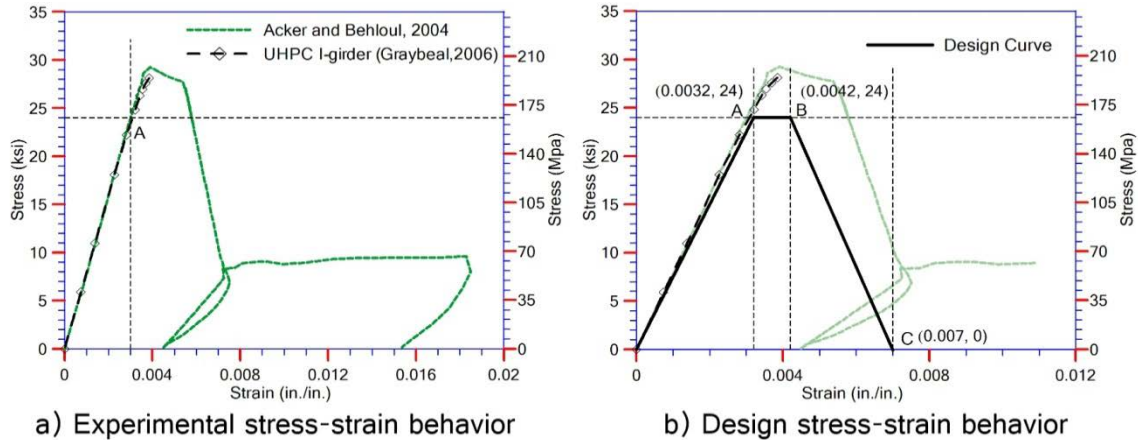 Acker and Behloul, 2004
UHPC I-girder (Graybeal,2006)
35
30
25
20
15
10
5
0
Stress (ksi)
A
210
175
140
105
70
35
0
Stress (Mpa)
0
0.004
0.008
0.012
0.016
0.02
Strain (in./in.)
a) Experimental stress-strain behavior
Design Curve
35
30
25
20
15
10
5
0
Stress (ksi)
(0.0032, 24)
(0.0042, 24)
A
B
C (0.007, 0)
210
175
140
105
70
35
0
Stress (Mpa)
0
0.004
0.008
0.012
Strain (in./in.)
b) Design stress-strain behavior